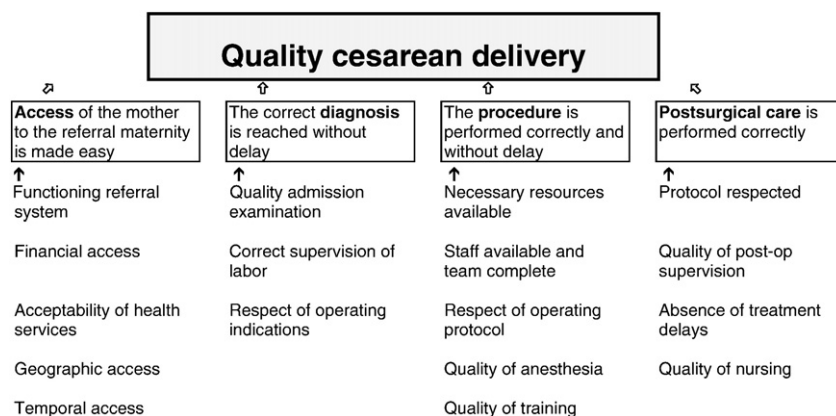 Quality cesarean delivery
Access of the mother
to the referral maternity
is made easy
The correct diagnosis
is reached without
delay
The procedure is
performed correctly and
without delay
Postsurgical care is
performed correctly
Functioning referral
system
Financial access
Acceptability of health
services
Geographic access
Temporal access
Quality admission
examination
Correct supervision of
labor
Respect of operating
indications
Necessary resources
available
Staff available and
team complete
Respect of operating
protocol
Quality of anesthesia
Quality of training
Protocol respected
Quality of post-op
supervision
Absence of treatment
delays
Quality of nursing